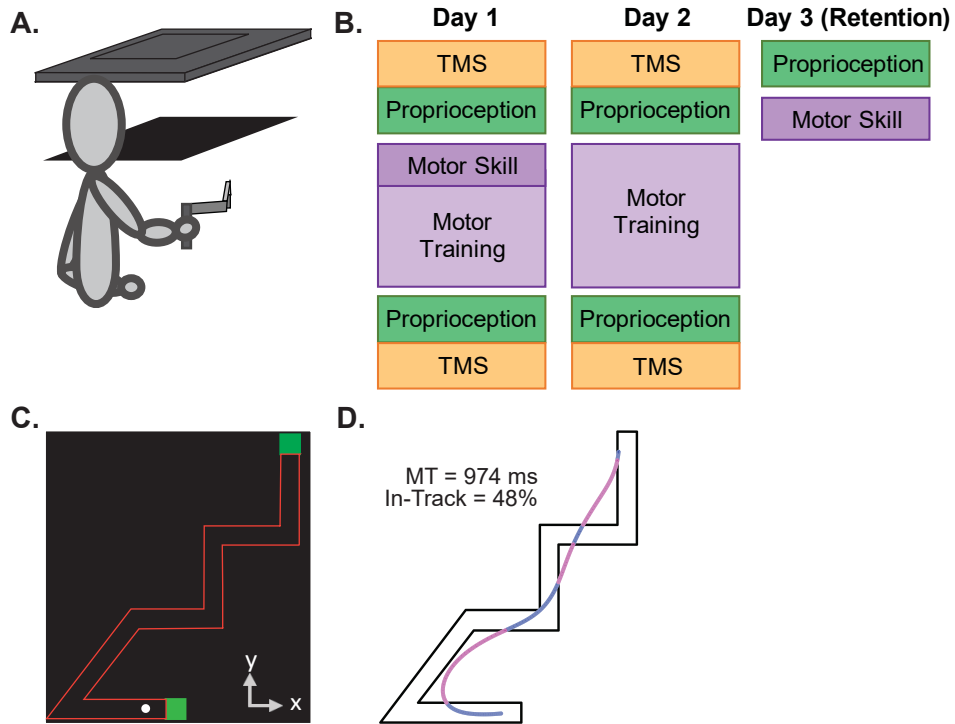 A.
B.
Day 1
Day 2
Day 3 (Retention)
TMS
Proprioception
Motor Skill
Motor
Training
Proprioception
TMS
TMS
Proprioception
Motor
Training
Proprioception
TMS
Proprioception
Motor Skill
C.
y
x
D.
MT = 974 ms
In-Track = 48%